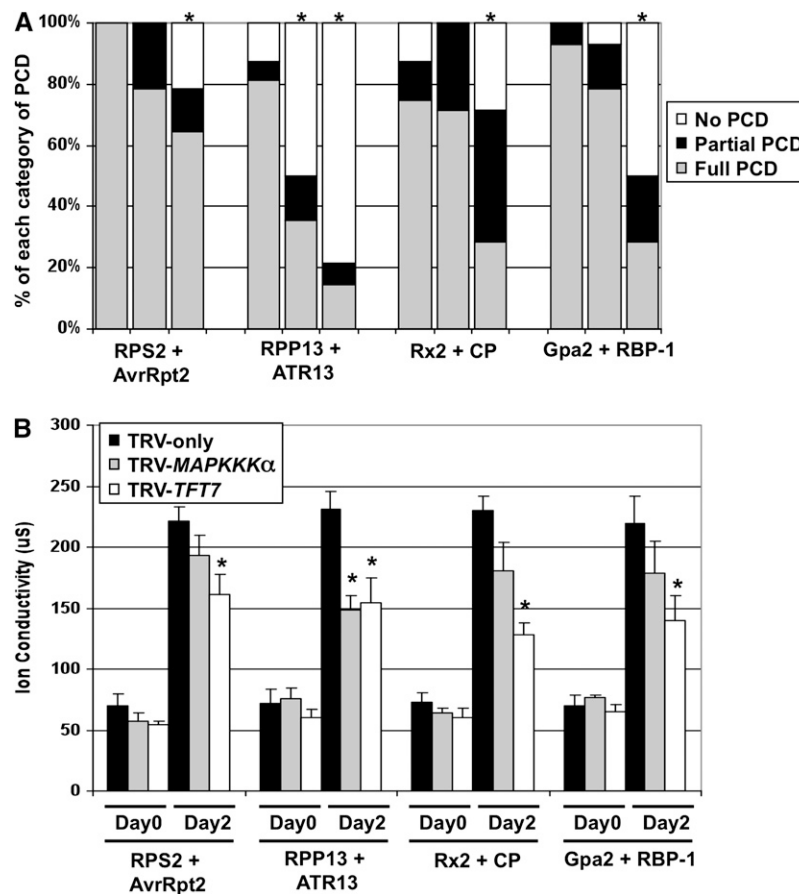 A
% of each category of PCD
100%
80%
60%
40%
20%
0%
* * * * *
No PCD
Partial PCD
Full PCD
RPS2 +
AvrRpt2
RPP13 +
ATR13
Rx2 + CP
Gpa2 + RBP-1
B
Ion Conductivity (uS)
300
250
200
150
100
50
0
TRV-only
TRV-MAPKKKα
TRV-TFT7
* * * * *
Day0 Day2 Day0 Day2 Day0 Day2 Day0 Day2
RPS2 +
AvrRpt2
RPP13 +
ATR13
Rx2 + CP
Gpa2 + RBP-1